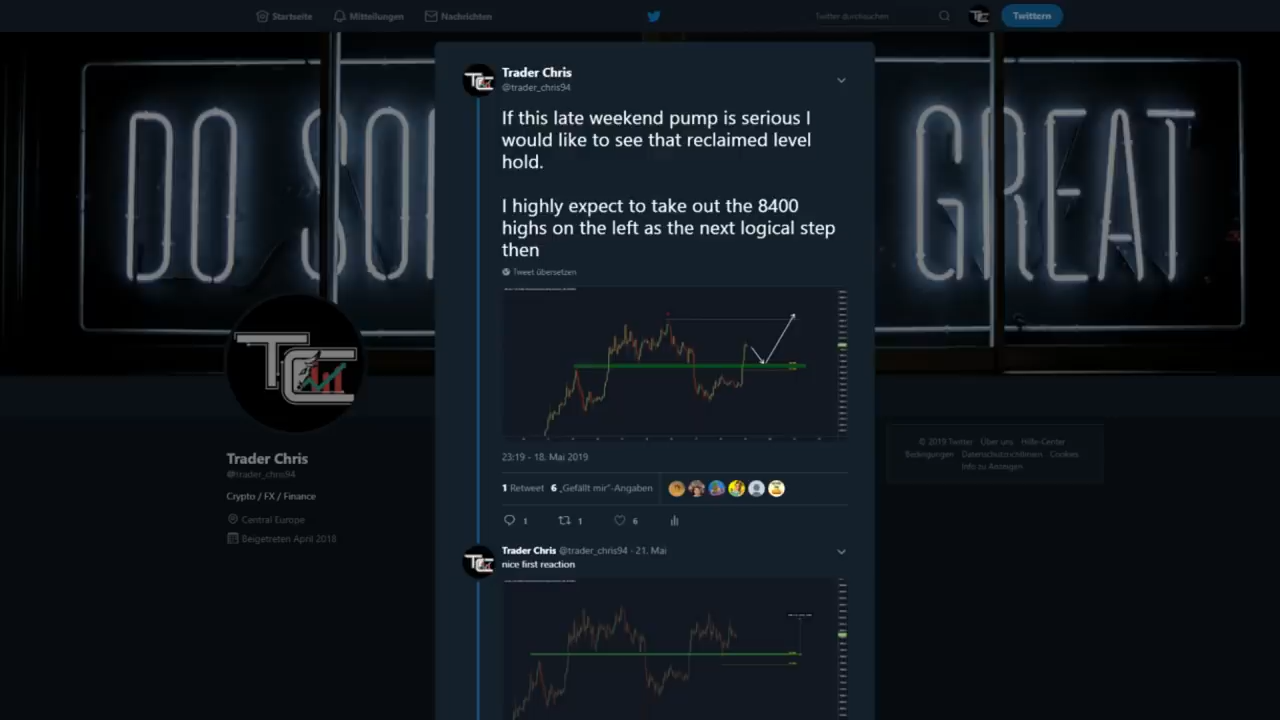 Startseite
Mitteilungen
Nachrichten
Twitter durchsuchen
Twittern
DO SO
GREAT
Trader Chris
@trader_chris94
If this late weekend pump is serious I
would like to see that reclaimed level
hold.
I highly expect to take out the 8400
highs on the left as the next logical step
then
Tweet übersetzen
23:19 - 18. Mai 2019
1 Retweet 6 „Gefällt mir“-Angaben
1 1 6
Trader Chris @trader_chris94 - 21. Mai
nice first reaction
TC
Trader Chris
@trader_chris94
Crypto / FX / Finance
Central Europe
Beigetreten April 2018
© 2019 Twitter Über uns Hilfe-Center
Bedingungen Datenschutzrichtlinien Cookies
Info zu Anzeigen